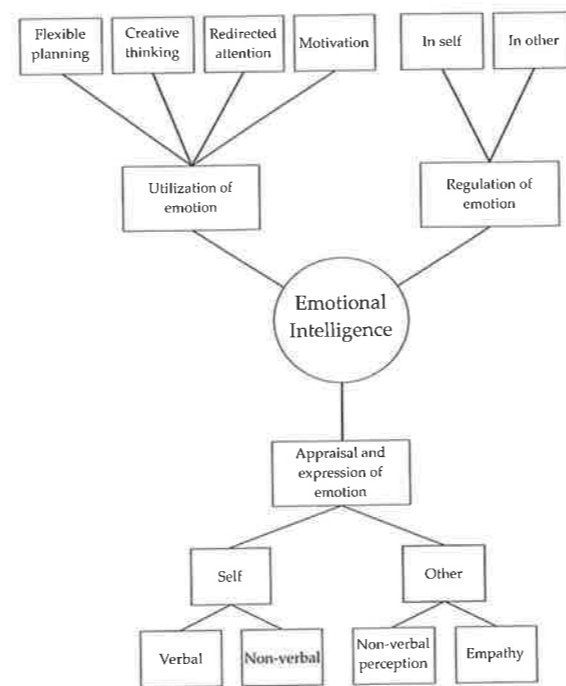 Flexible
planning
Creative
thinking
Redirected
attention
Motivation
In self
In other
Utilization of
emotion
Regulation of
emotion
Emotional
Intelligence
Appraisal and
expression of
emotion
Self
Other
Verbal
Non-verbal
Non-verbal
perception
Empathy